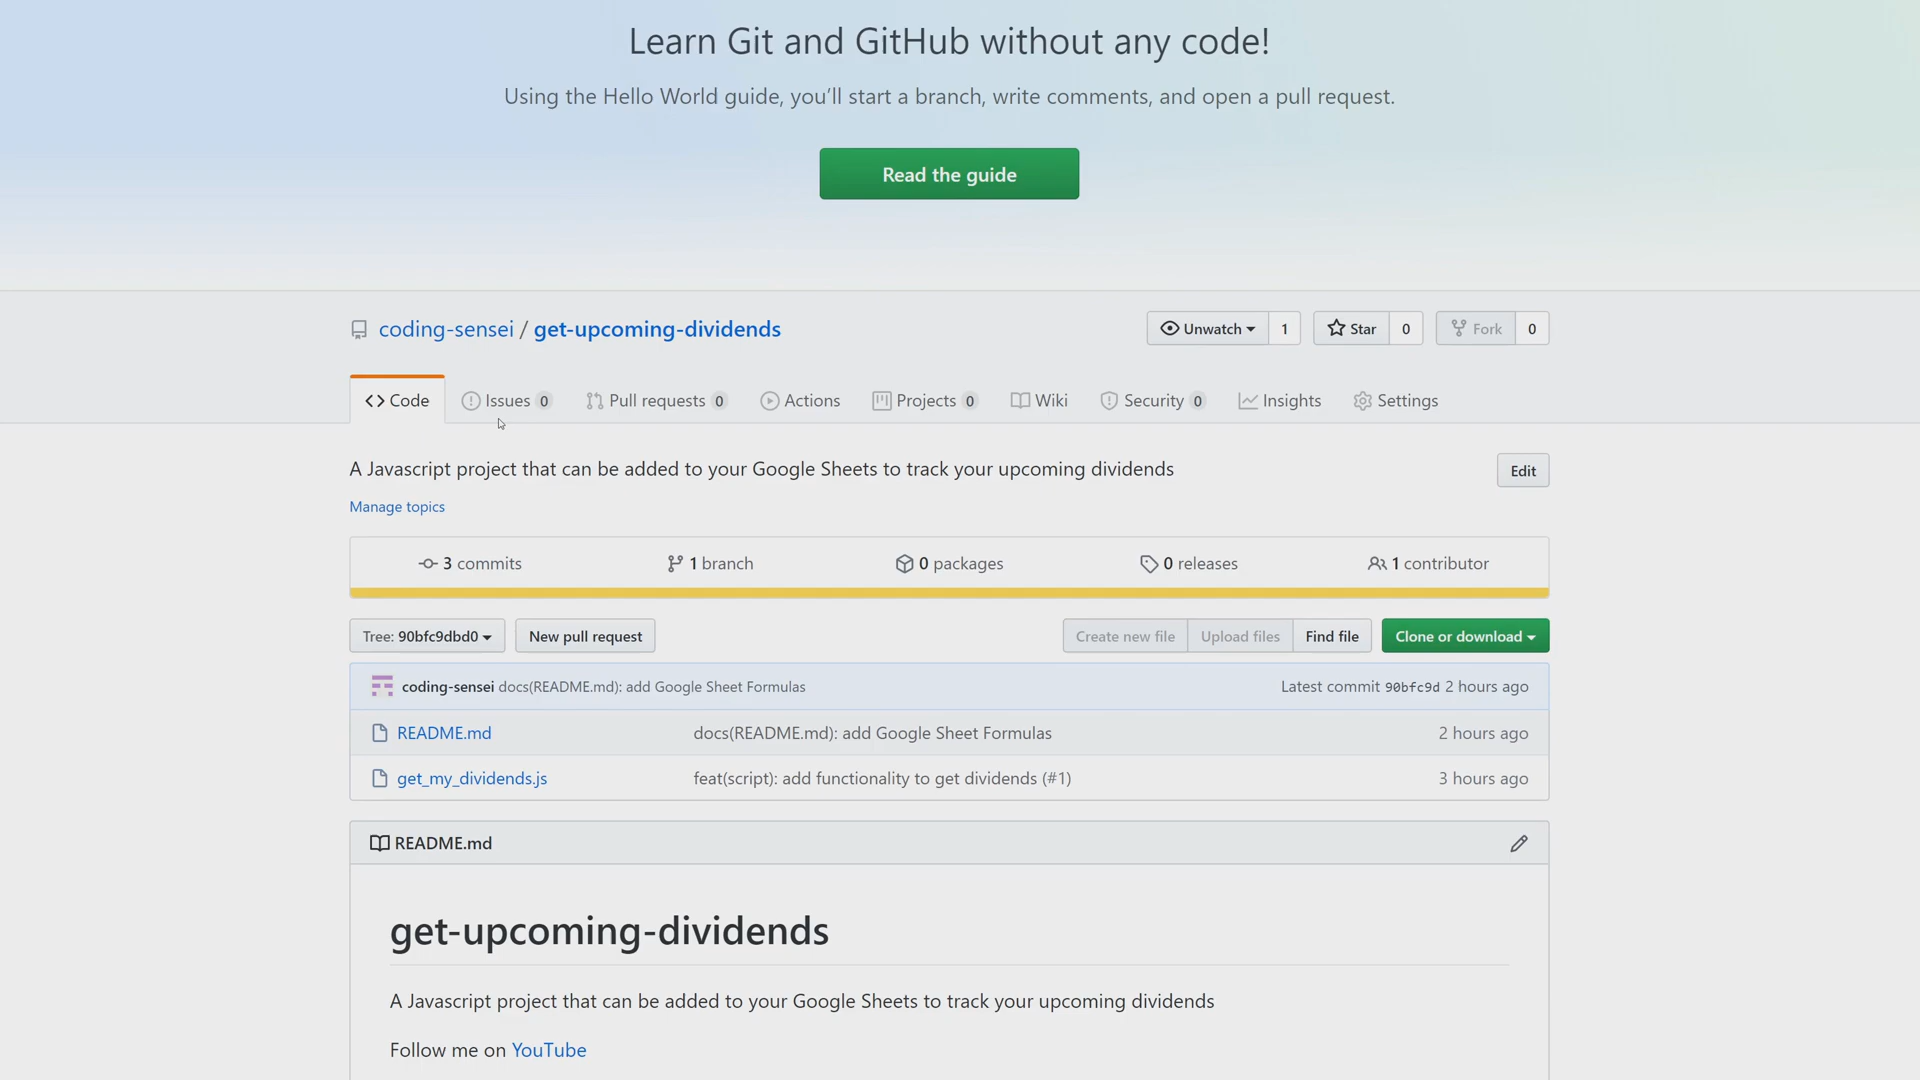 Learn Git and GitHub without any code!
Using the Hello World guide, you’ll start a branch, write comments, and open a pull request.
Read the guide
coding-sensei / get-upcoming-dividends
Unwatch 1 Star 0 Fork 0
Code Issues 0 Pull requests 0 Actions Projects 0 Wiki Security 0 Insights Settings
A Javascript project that can be added to your Google Sheets to track your upcoming dividends
Edit
Manage topics
3 commits 1 branch 0 packages 0 releases 1 contributor
Tree: 90bfc9dbd0 New pull request Create new file Upload files Find file Clone or download
coding-sensei docs(README.md): add Google Sheet Formulas Latest commit 90bfc9d 2 hours ago
README.md docs(README.md): add Google Sheet Formulas 2 hours ago
get_my_dividends.js feat(script): add functionality to get dividends (#1) 3 hours ago
README.md
get-upcoming-dividends
A Javascript project that can be added to your Google Sheets to track your upcoming dividends
Follow me on YouTube